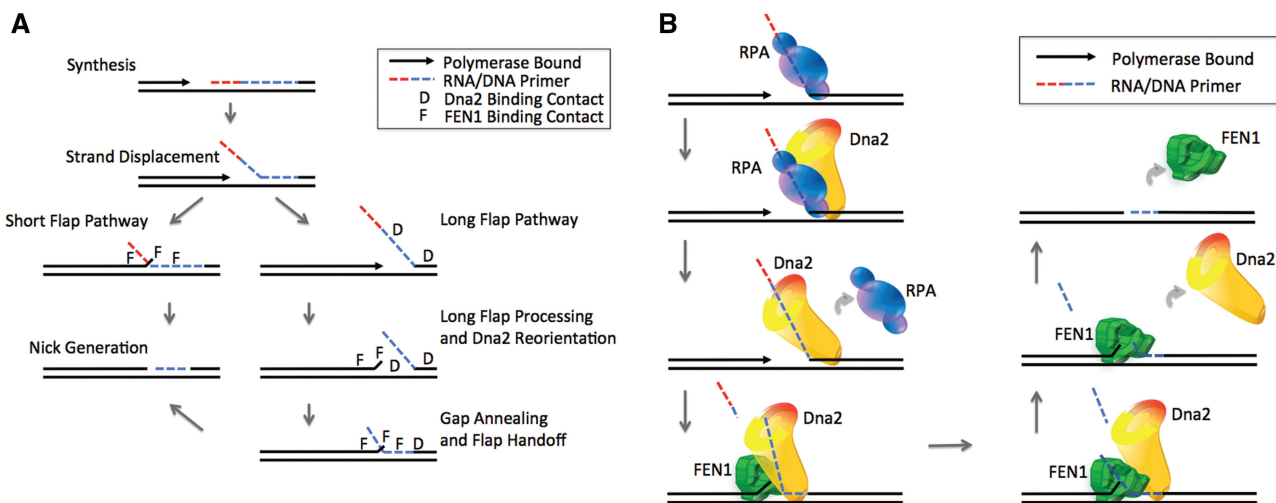 A
Synthesis
Polymerase Bound
RNA/DNA Primer
D Dna2 Binding Contact
F FEN1 Binding Contact
Strand Displacement
Short Flap Pathway
F F F
Long Flap Pathway
D
D
Nick Generation
Long Flap Processing
and Dna2 Reorientation
F F D D
Gap Annealing
and Flap Handoff
F F F D
B
RPA
Dna2
RPA
Dna2
RPA
Dna2
FEN1
Polymerase Bound
RNA/DNA Primer
FEN1
Dna2
FEN1
Dna2
FEN1